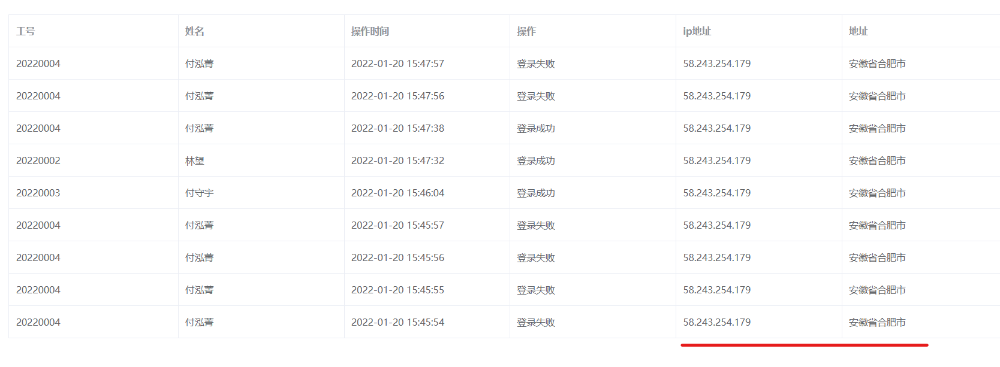 工号 姓名 操作时间 操作 ip地址 地址
20220004 付泓菁 2022-01-20 15:47:57 登录失败 58.243.254.179 安徽省合肥市
20220004 付泓菁 2022-01-20 15:47:56 登录失败 58.243.254.179 安徽省合肥市
20220004 付泓菁 2022-01-20 15:47:38 登录成功 58.243.254.179 安徽省合肥市
20220002 林望 2022-01-20 15:47:32 登录成功 58.243.254.179 安徽省合肥市
20220003 付守宇 2022-01-20 15:46:04 登录成功 58.243.254.179 安徽省合肥市
20220004 付泓菁 2022-01-20 15:45:57 登录失败 58.243.254.179 安徽省合肥市
20220004 付泓菁 2022-01-20 15:45:56 登录失败 58.243.254.179 安徽省合肥市
20220004 付泓菁 2022-01-20 15:45:55 登录失败 58.243.254.179 安徽省合肥市
20220004 付泓菁 2022-01-20 15:45:54 登录失败 58.243.254.179 安徽省合肥市